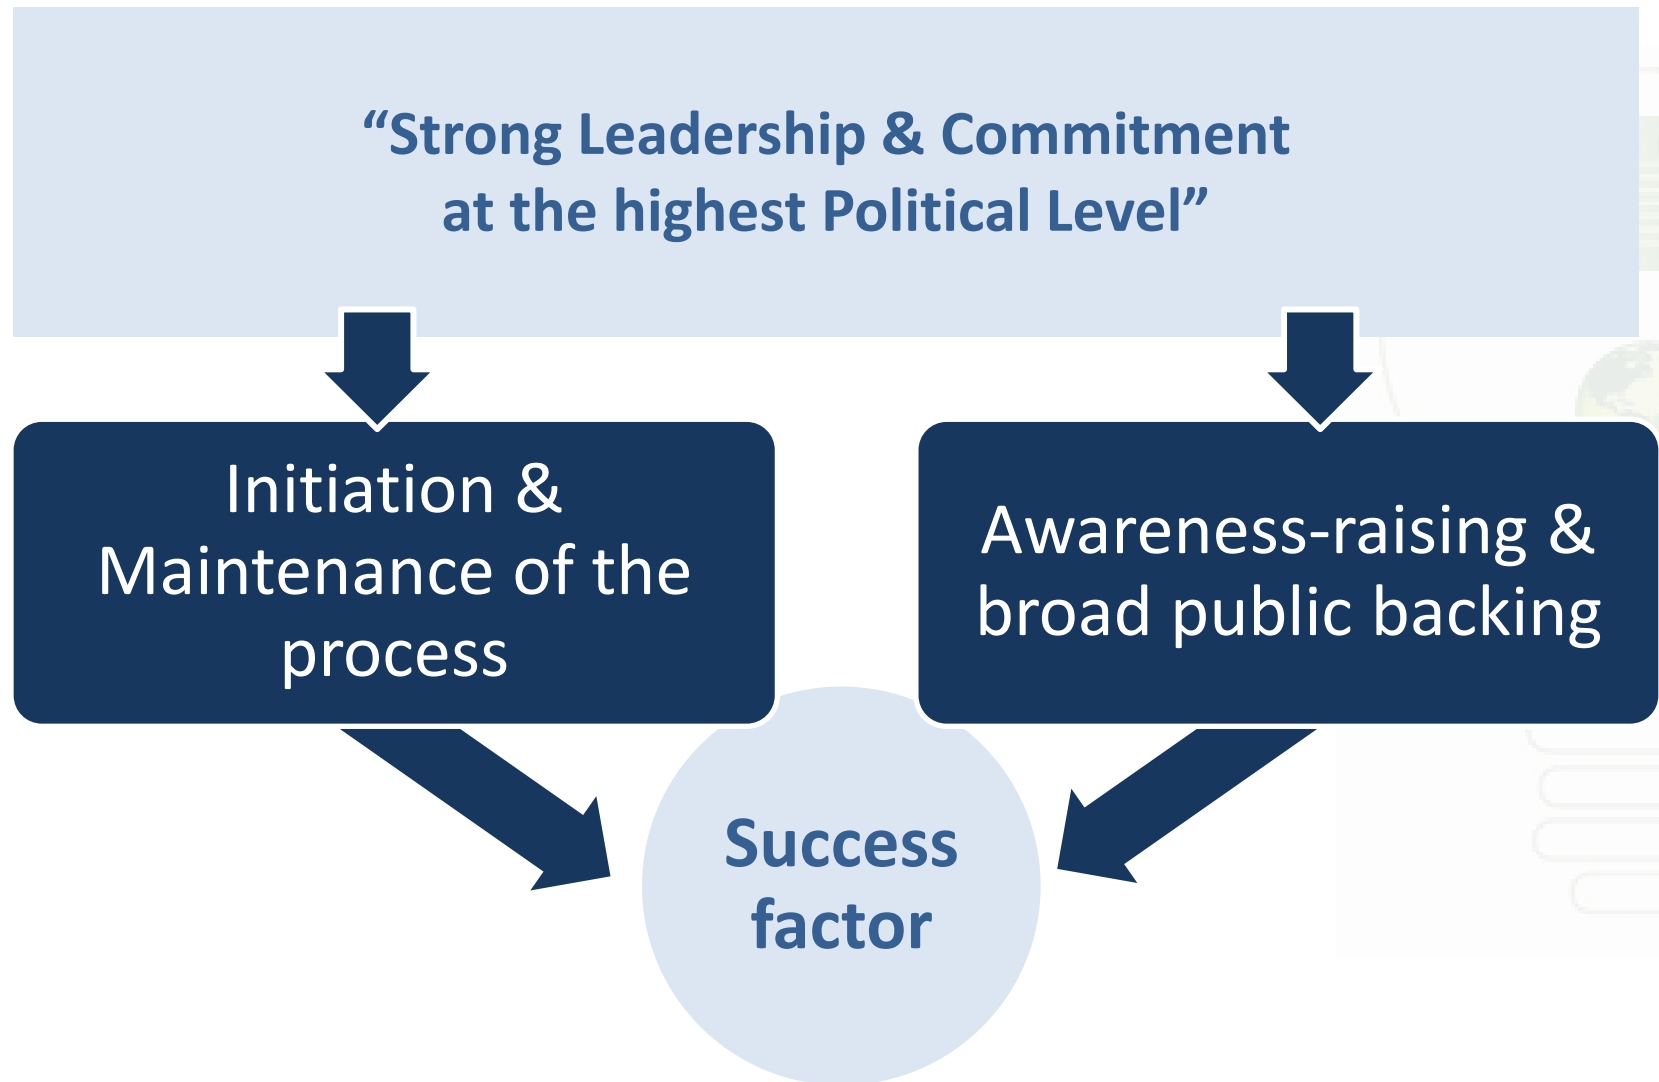 “Strong Leadership & Commitment
at the highest Political Level”
Initiation &
Maintenance of the
process
Awareness-raising &
broad public backing
Success
factor